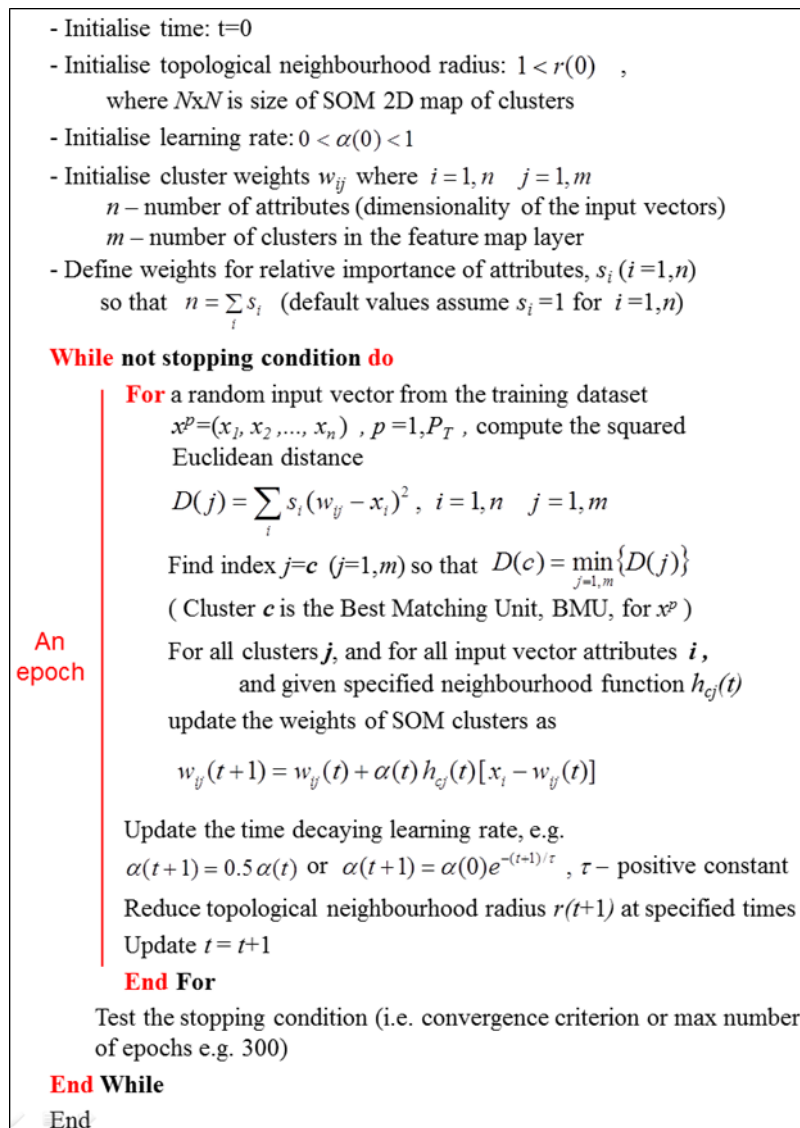 - Initialise time: t=0
- Initialise topological neighbourhood radius: 1 < r(0) ,
where NxN is size of SOM 2D map of clusters
- Initialise learning rate: 0 < α(0) < 1
- Initialise cluster weights w_ij where i = 1, n j = 1, m
n – number of attributes (dimensionality of the input vectors)
m – number of clusters in the feature map layer
- Define weights for relative importance of attributes, s_i (i =1,n)
so that n = ∑_i s_i (default values assume s_i =1 for i =1,n)
While not stopping condition do
For a random input vector from the training dataset
x^p=(x_1, x_2 ,..., x_n ) , p =1,P_T , compute the squared
Euclidean distance
D(j) = ∑_i s_i (w_ij − x_i)^2 , i = 1, n j = 1, m
Find index j=c (j=1,m) so that D(c) = min_{j=1,m} {D(j)}
( Cluster c is the Best Matching Unit, BMU, for x^p )
An
epoch
For all clusters j, and for all input vector attributes i ,
and given specified neighbourhood function h_cj(t)
update the weights of SOM clusters as
w_ij (t+1) = w_ij (t) + α(t) h_cj (t)[x_i − w_ij (t)]
Update the time decaying learning rate, e.g.
α(t+1) = 0.5 α(t) or α(t+1) = α(0)e^{−(t+1)/τ} , τ – positive constant
Reduce topological neighbourhood radius r(t+1) at specified times
Update t = t+1
End For
Test the stopping condition (i.e. convergence criterion or max number
of epochs e.g. 300)
End While
End